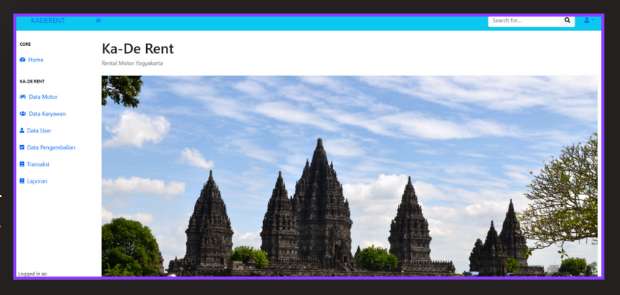 KADERENT
Search for...
CORE
Home
KA-DE RENT
Data Motor
Data Karyawan
Data User
Data Pengembalian
Transaksi
Laporan
Logged in as:
Ka-De Rent
Rental Motor Yogyakarta